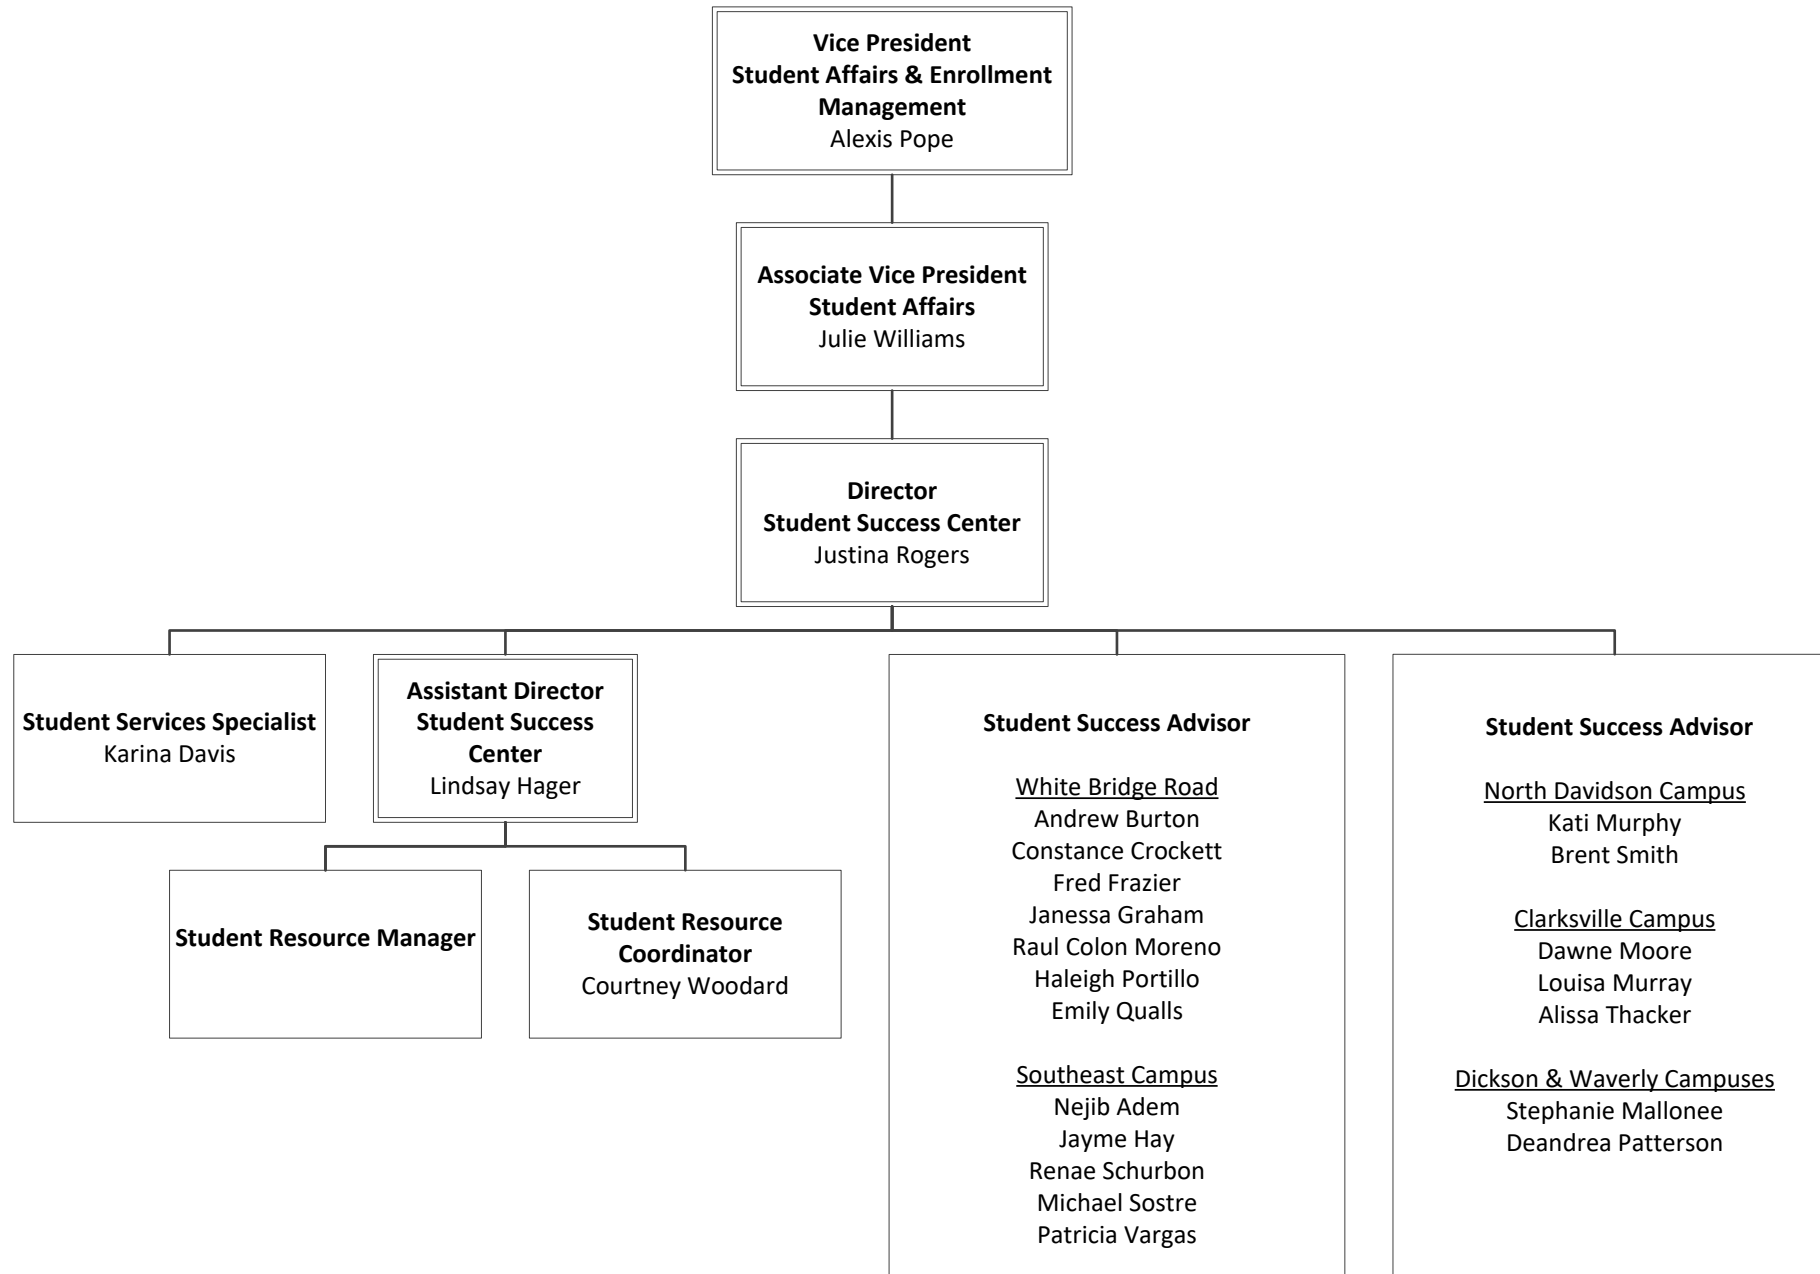 Vice President
Student Affairs & Enrollment
Management
Alexis Pope
Associate Vice President
Student Affairs
Julie Williams
Director
Student Success Center
Justina Rogers
Student Services Specialist
Karina Davis
Assistant Director
Student Success
Center
Lindsay Hager
Student Resource Manager
Student Resource
Coordinator
Courtney Woodard
Student Success Advisor
White Bridge Road
Andrew Burton
Constance Crockett
Fred Frazier
Janessa Graham
Raul Colon Moreno
Haleigh Portillo
Emily Qualls
Southeast Campus
Nejib Adem
Jayme Hay
Renae Schurbon
Michael Sostre
Patricia Vargas
Student Success Advisor
North Davidson Campus
Kati Murphy
Brent Smith
Clarksville Campus
Dawne Moore
Louisa Murray
Alissa Thacker
Dickson & Waverly Campuses
Stephanie Mallonee
Deandrea Patterson